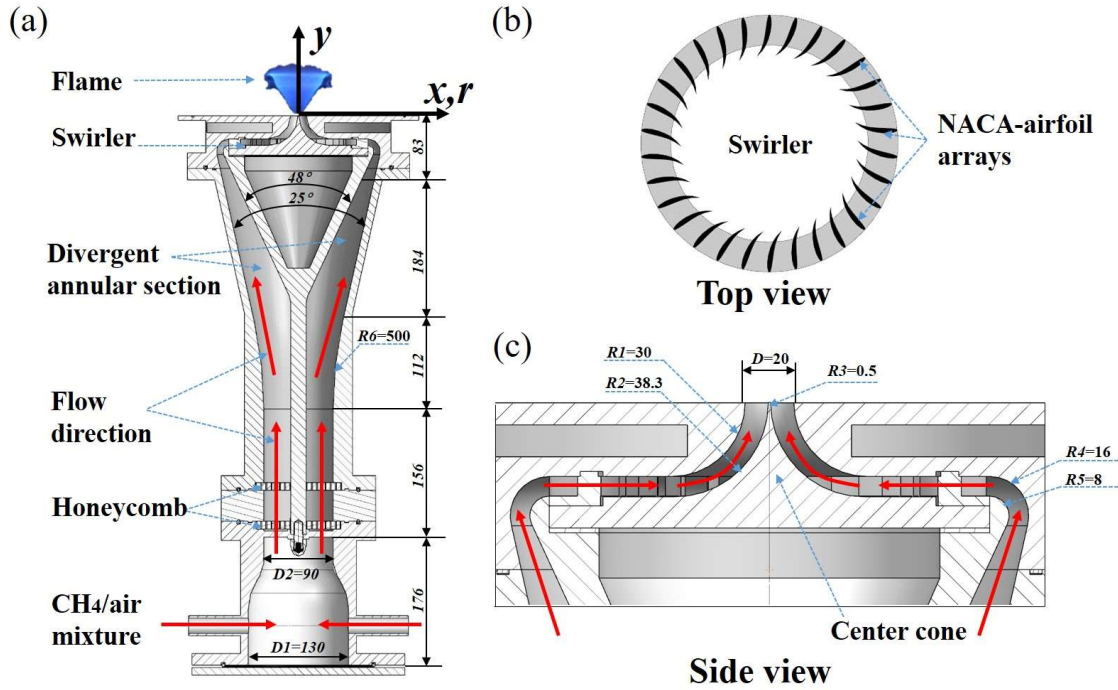 (a)
y
Flame
x,r
Swirler
83
48°
25°
Divergent
annular section
184
R6=500
112
Flow
direction
156
Honeycomb
D2=90
CH4/air
mixture
176
D1=130
(b)
Swirler
NACA-airfoil
arrays
Top view
(c)
R1=30
D=20
R3=0.5
R2=38.3
R4=16
R5=8
Center cone
Side view